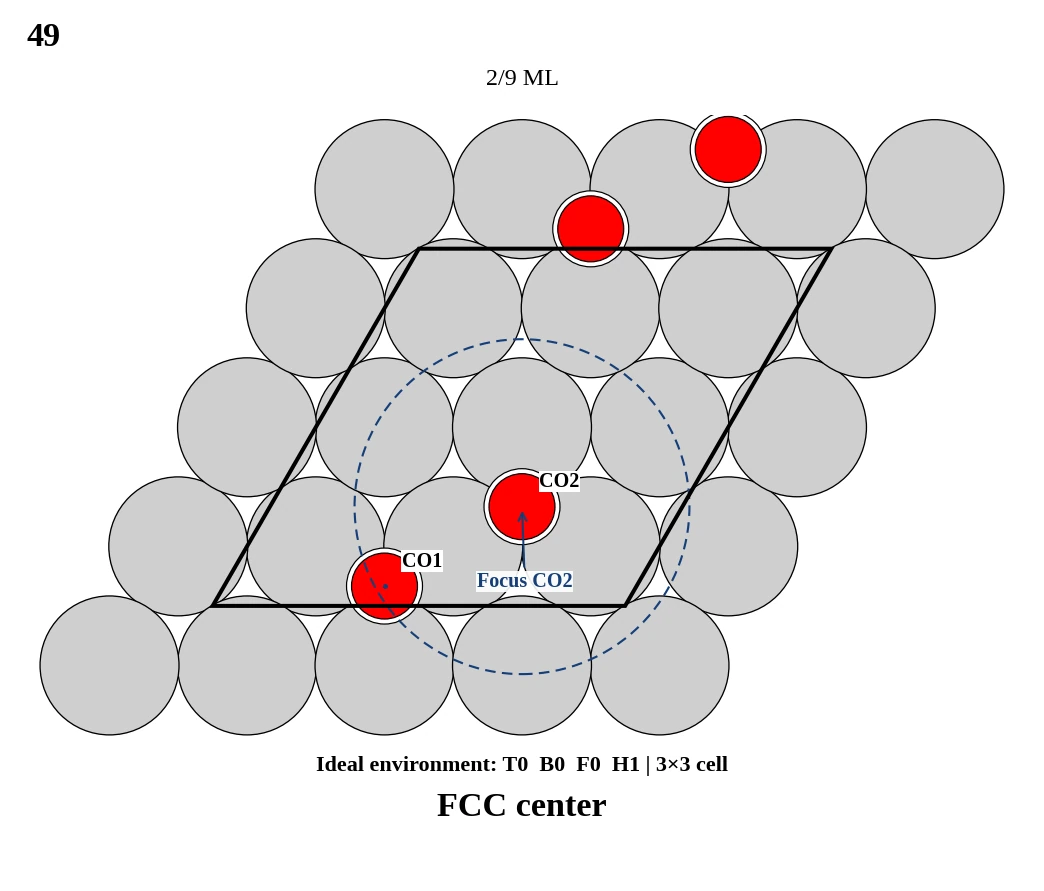 49
2/9 ML
CO2
CO1
Focus CO2
Ideal environment: T0 B0 F0 H1 | 3×3 cell
FCC center